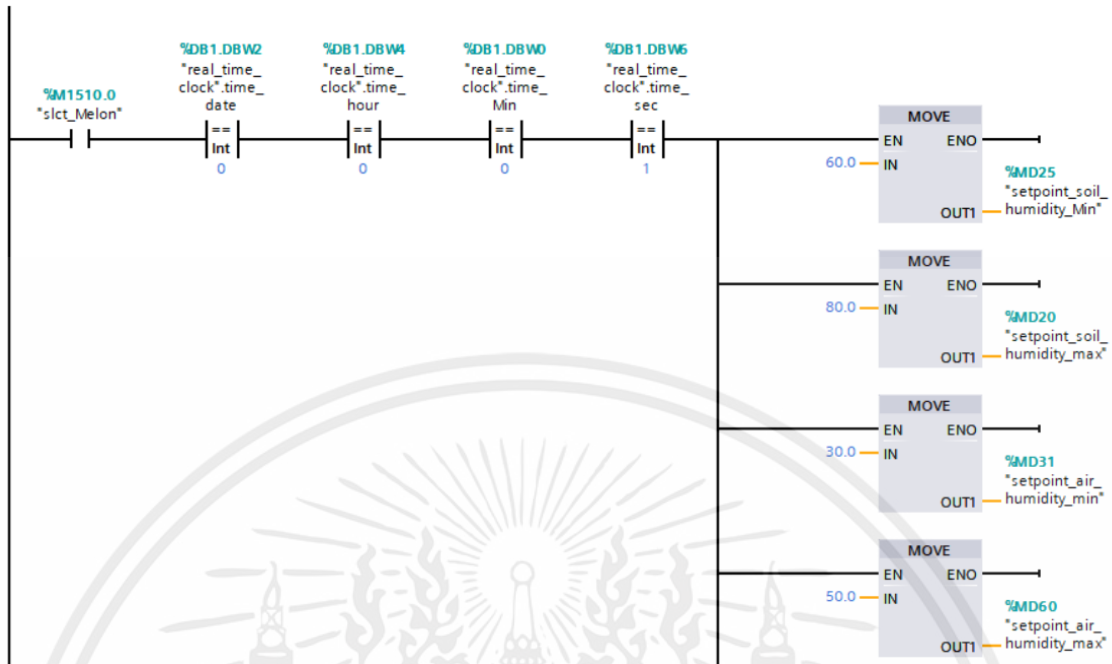 %M1510.0
"slct_Melon"
%DB1.DBW2
"real_time_
clock".time_
date
==
Int
0
%DB1.DBW4
"real_time_
clock".time_
hour
==
Int
0
%DB1.DBW0
"real_time_
clock".time_
Min
==
Int
0
%DB1.DBW6
"real_time_
clock".time_
sec
==
Int
1
MOVE
EN ENO
60.0 IN
%MD25
"setpoint_soil_
OUT1 humidity_Min"
MOVE
EN ENO
80.0 IN
%MD20
"setpoint_soil_
OUT1 humidity_max"
MOVE
EN ENO
30.0 IN
%MD31
"setpoint_air_
OUT1 humidity_min"
MOVE
EN ENO
50.0 IN
%MD60
"setpoint_air_
OUT1 humidity_max"